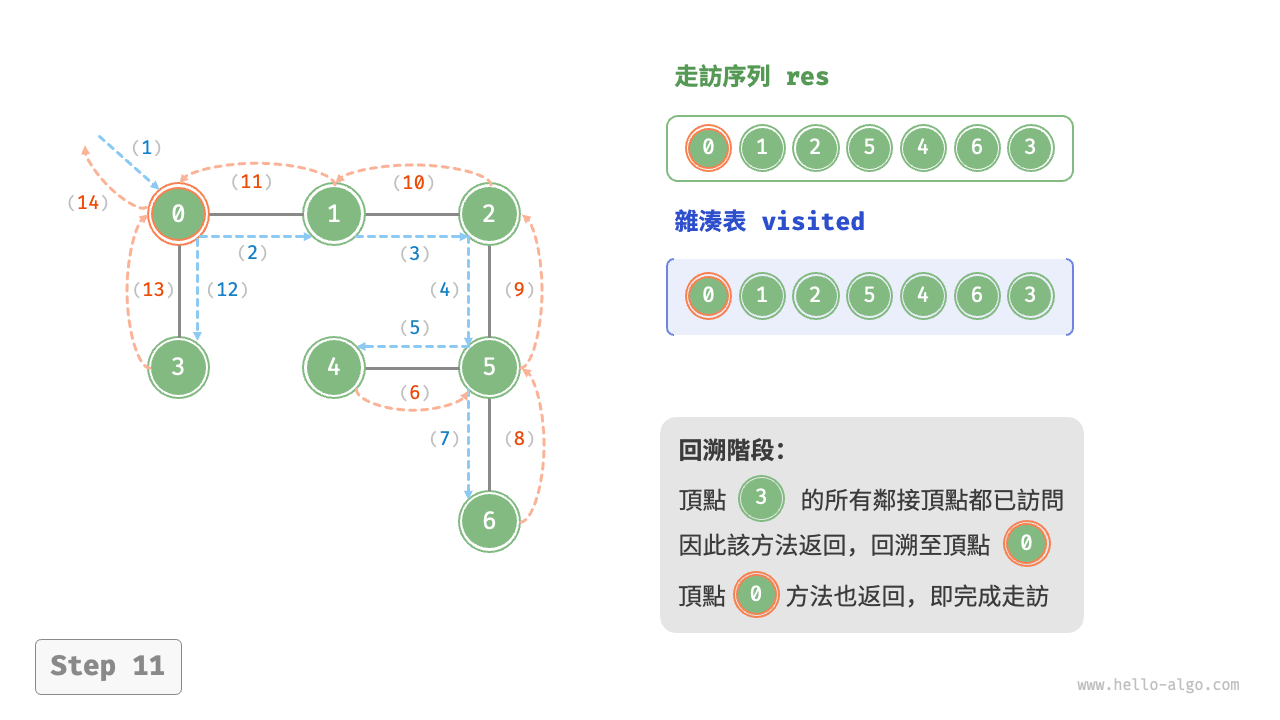 走訪序列 res
0 1 2 5 4 6 3
雜湊表 visited
0 1 2 5 4 6 3
(1)
(14)
(11)
(10)
0 1 2
(2)
(3)
(13)
(12)
(4)
(9)
(5)
3 4 5
(6)
(7)
(8)
6
回溯階段:
頂點 3 的所有鄰接頂點都已訪問
因此該方法返回，回溯至頂點 0
頂點 0 方法也返回，即完成走訪
Step 11
www.hello-algo.com